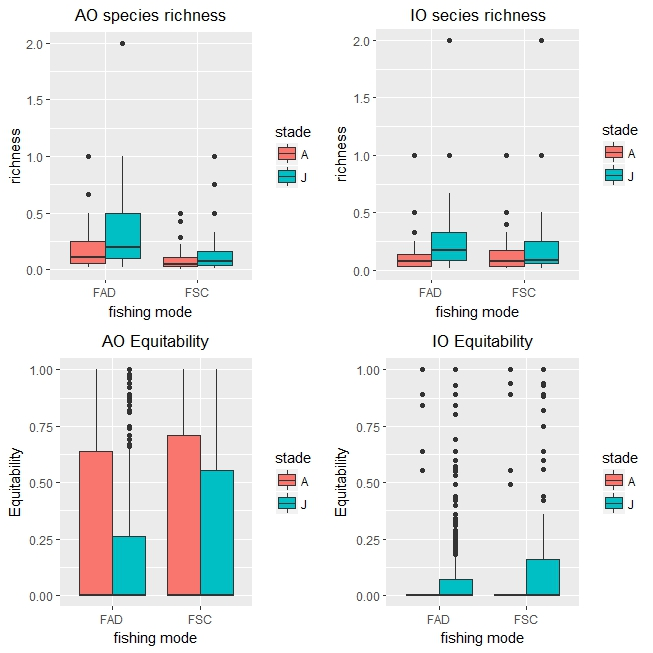 AO species richness
richness
2.0
1.5
1.0
0.5
0.0
FAD FSC
fishing mode
stade
A
J
IO secies richness
richness
2.0
1.5
1.0
0.5
0.0
FAD FSC
fishing mode
stade
A
J
AO Equitability
Equitability
1.00
0.75
0.50
0.25
0.00
FAD FSC
fishing mode
stade
A
J
IO Equitability
Equitability
1.00
0.75
0.50
0.25
0.00
FAD FSC
fishing mode
stade
A
J